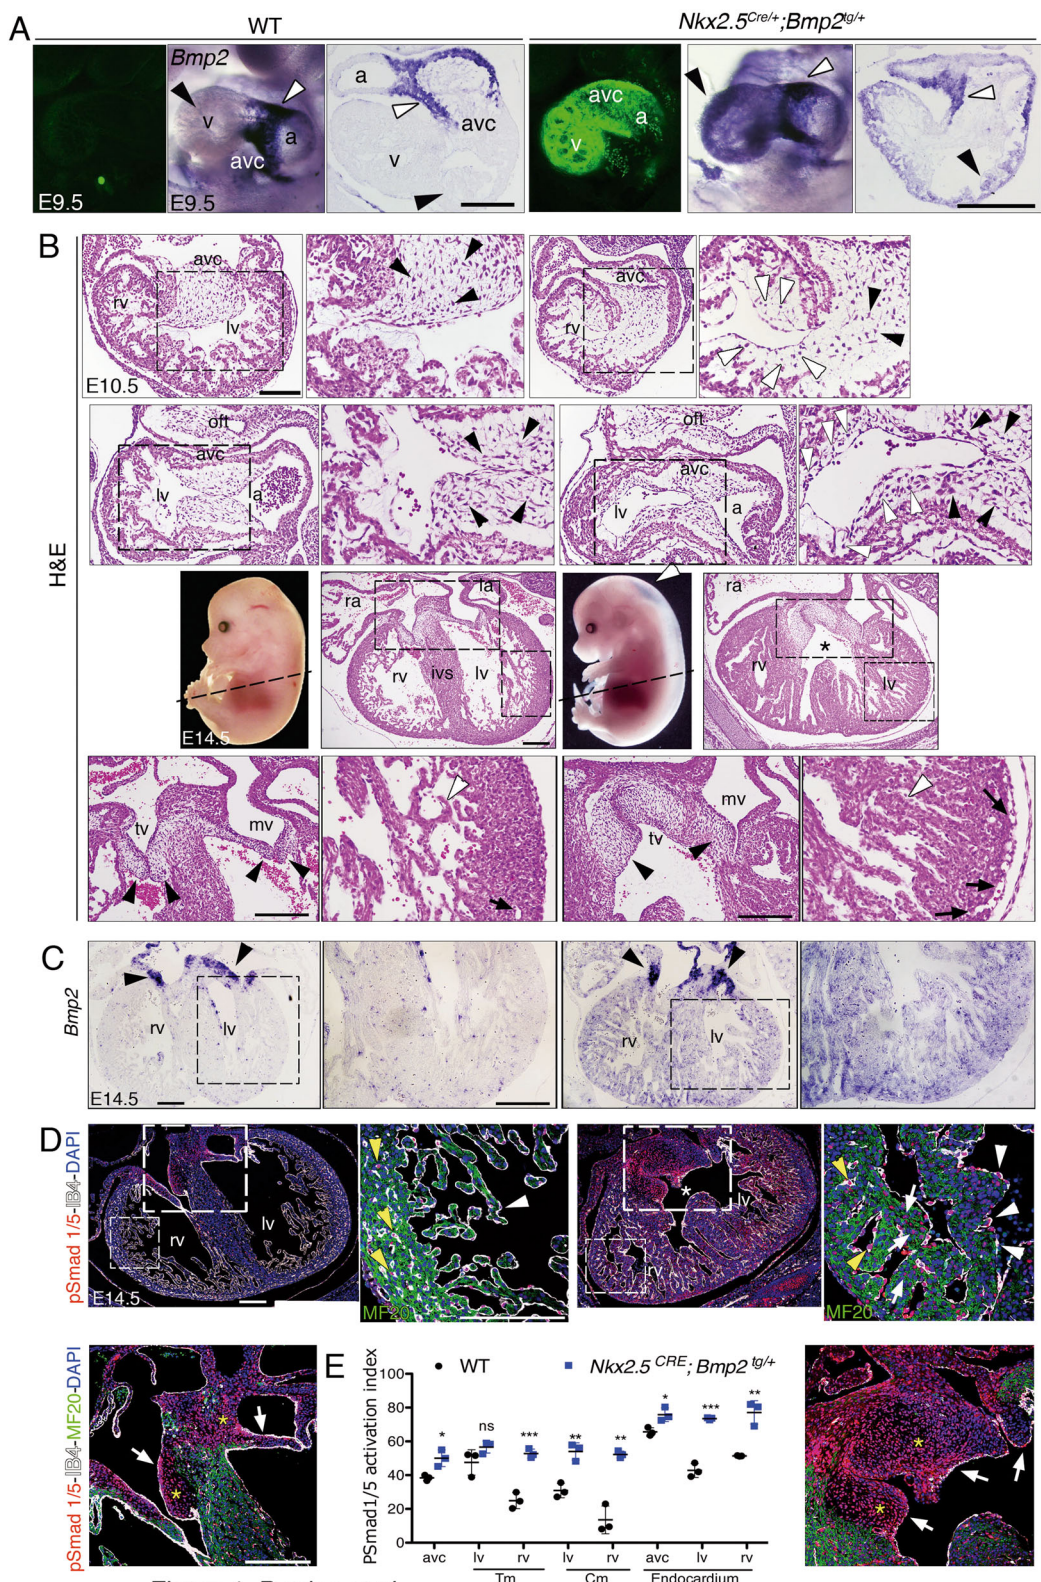 A
WT
Nkx2.5Cre/+;Bmp2tg/+
Bmp2
a
v
a
avc
avc
v
E9.5
E9.5
avc
a
v
B
H&E
avc
rv
lv
E10.5
avc
rv
oft
avc
lv
a
oft
avc
lv
a
E14.5
ra
la
rv
ivs
lv
ra
*
rv
lv
tv
mv
mv
tv
C
Bmp2
rv
lv
E14.5
rv
lv
D
pSmad 1/5-IB4-DAPI
lv
rv
E14.5
MF20
*
lv
rv
MF20
pSmad 1/5-IB4-MF20-DAPI
*
*
E
WT
Nkx2.5 CRE; Bmp2 tg/+
PSmad1/5 activation index
100
80
60
40
20
0
*
ns
***
**
**
*
***
**
avc
lv
rv
lv
rv
avc
lv
rv
Tm
Cm
Endocardium
*
*